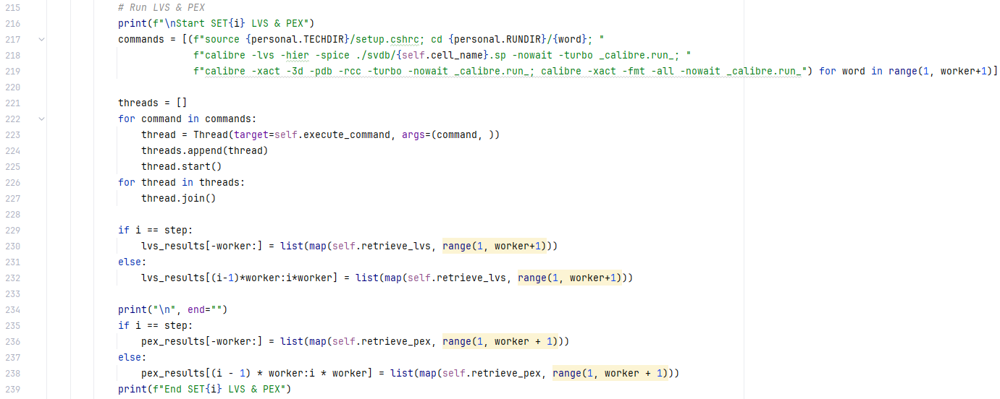 215 # Run LVS & PEX
216 print(f"\nStart SET{i} LVS & PEX")
217 commands = [(f"source {personal.TECHDIR}/setup.cshrc; cd {personal.RUNDIR}/{word}; "
218 f"calibre -lvs -hier -spice ./svdb/{self.cell_name}.sp -nowait -turbo _calibre.run_; "
219 f"calibre -xact -3d -pdb -rcc -turbo -nowait _calibre.run_; calibre -xact -fmt -all -nowait _calibre.run_") for word in range(1, worker+1)]
220
221 threads = []
222 for command in commands:
223 thread = Thread(target=self.execute_command, args=(command, ))
224 threads.append(thread)
225 thread.start()
226 for thread in threads:
227 thread.join()
228
229 if i == step:
230 lvs_results[-worker:] = list(map(self.retrieve_lvs, range(1, worker+1)))
231 else:
232 lvs_results[(i-1)*worker:i*worker] = list(map(self.retrieve_lvs, range(1, worker+1)))
233
234 print("\n", end="")
235 if i == step:
236 pex_results[-worker:] = list(map(self.retrieve_pex, range(1, worker + 1)))
237 else:
238 pex_results[(i - 1) * worker:i * worker] = list(map(self.retrieve_pex, range(1, worker + 1)))
239 print(f"End SET{i} LVS & PEX")